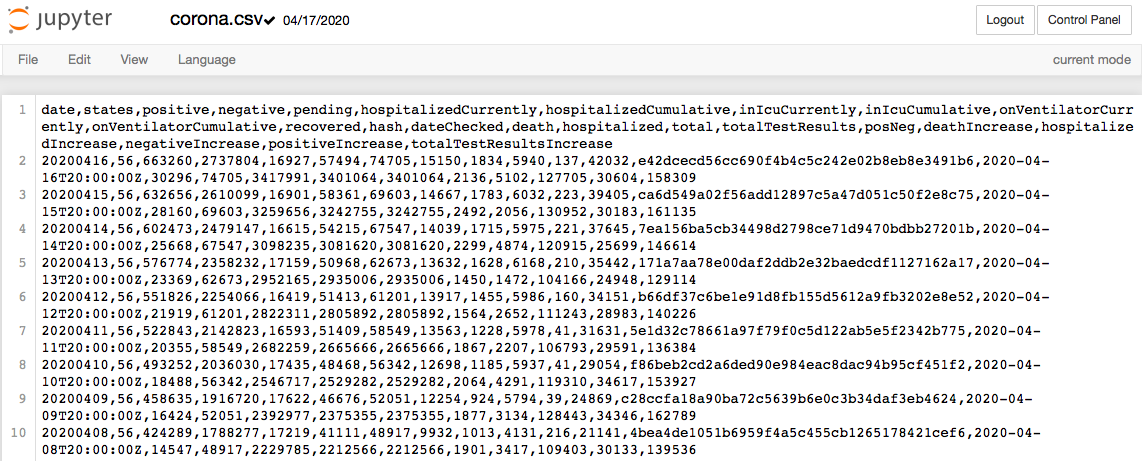 jupyter corona.csv✔ 04/17/2020 Logout Control Panel
File Edit View Language current mode
1 date,states,positive,negative,pending,hospitalizedCurrently,hospitalizedCumulative,inIcuCurrently,inIcuCumulative,onVentilatorCurr
ently,onVentilatorCumulative,recovered,hash,dateChecked,death,hospitalized,total,totalTestResults,posNeg,deathIncrease,hospitalize
dIncrease,negativeIncrease,positiveIncrease,totalTestResultsIncrease
2 20200416,56,663260,2737804,16927,57494,74705,15150,1834,5940,137,42032,e42dcecd56cc690f4b4c5c242e02b8eb8e3491b6,2020-04-
16T20:00:00Z,30296,74705,3417991,3401064,3401064,2136,5102,127705,30604,158309
3 20200415,56,632656,2610099,16901,58361,69603,14667,1783,6032,223,39405,ca6d549a02f56add12897c5a47d051c50f2e8c75,2020-04-
15T20:00:00Z,28160,69603,3259656,3242755,3242755,2492,2056,130952,30183,161135
4 20200414,56,602473,2479147,16615,54215,67547,14039,1715,5975,221,37645,7ea156ba5cb34498d2798ce71d9470bdbb27201b,2020-04-
14T20:00:00Z,25668,67547,3098235,3081620,3081620,2299,4874,120915,25699,146614
5 20200413,56,576774,2358232,17159,50968,62673,13632,1628,6168,210,35442,171a7aa78e00daf2ddb2e32baedcdf1127162a17,2020-04-
13T20:00:00Z,23369,62673,2952165,2935006,2935006,1450,1472,104166,24948,129114
6 20200412,56,551826,2254066,16419,51413,61201,13917,1455,5986,160,34151,b66df37c6be1e91d8fb155d5612a9fb3202e8e52,2020-04-
12T20:00:00Z,21919,61201,2822311,2805892,2805892,1564,2652,111243,28983,140226
7 20200411,56,522843,2142823,16593,51409,58549,13563,1228,5978,41,31631,5e1d32c78661a97f79f0c5d122ab5e5f2342b775,2020-04-
11T20:00:00Z,20355,58549,2682259,2665666,2665666,1867,2207,106793,29591,136384
8 20200410,56,493252,2036030,17435,48468,56342,12698,1185,5937,41,29054,f86beb2cd2a6ded90e984eac8dac94b95cf451f2,2020-04-
10T20:00:00Z,18488,56342,2546717,2529282,2529282,2064,4291,119310,34617,153927
9 20200409,56,458635,1916720,17622,46676,52051,12254,924,5794,39,24869,c28ccfa18a90ba72c5639b6e0c3b34daf3eb4624,2020-04-
09T20:00:00Z,16424,52051,2392977,2375355,2375355,1877,3134,128443,34346,162789
10 20200408,56,424289,1788277,17219,41111,48917,9932,1013,4131,216,21141,4bea4de1051b6959f4a5c455cb1265178421cef6,2020-04-
08T20:00:00Z,14547,48917,2229785,2212566,2212566,1901,3417,109403,30133,139536